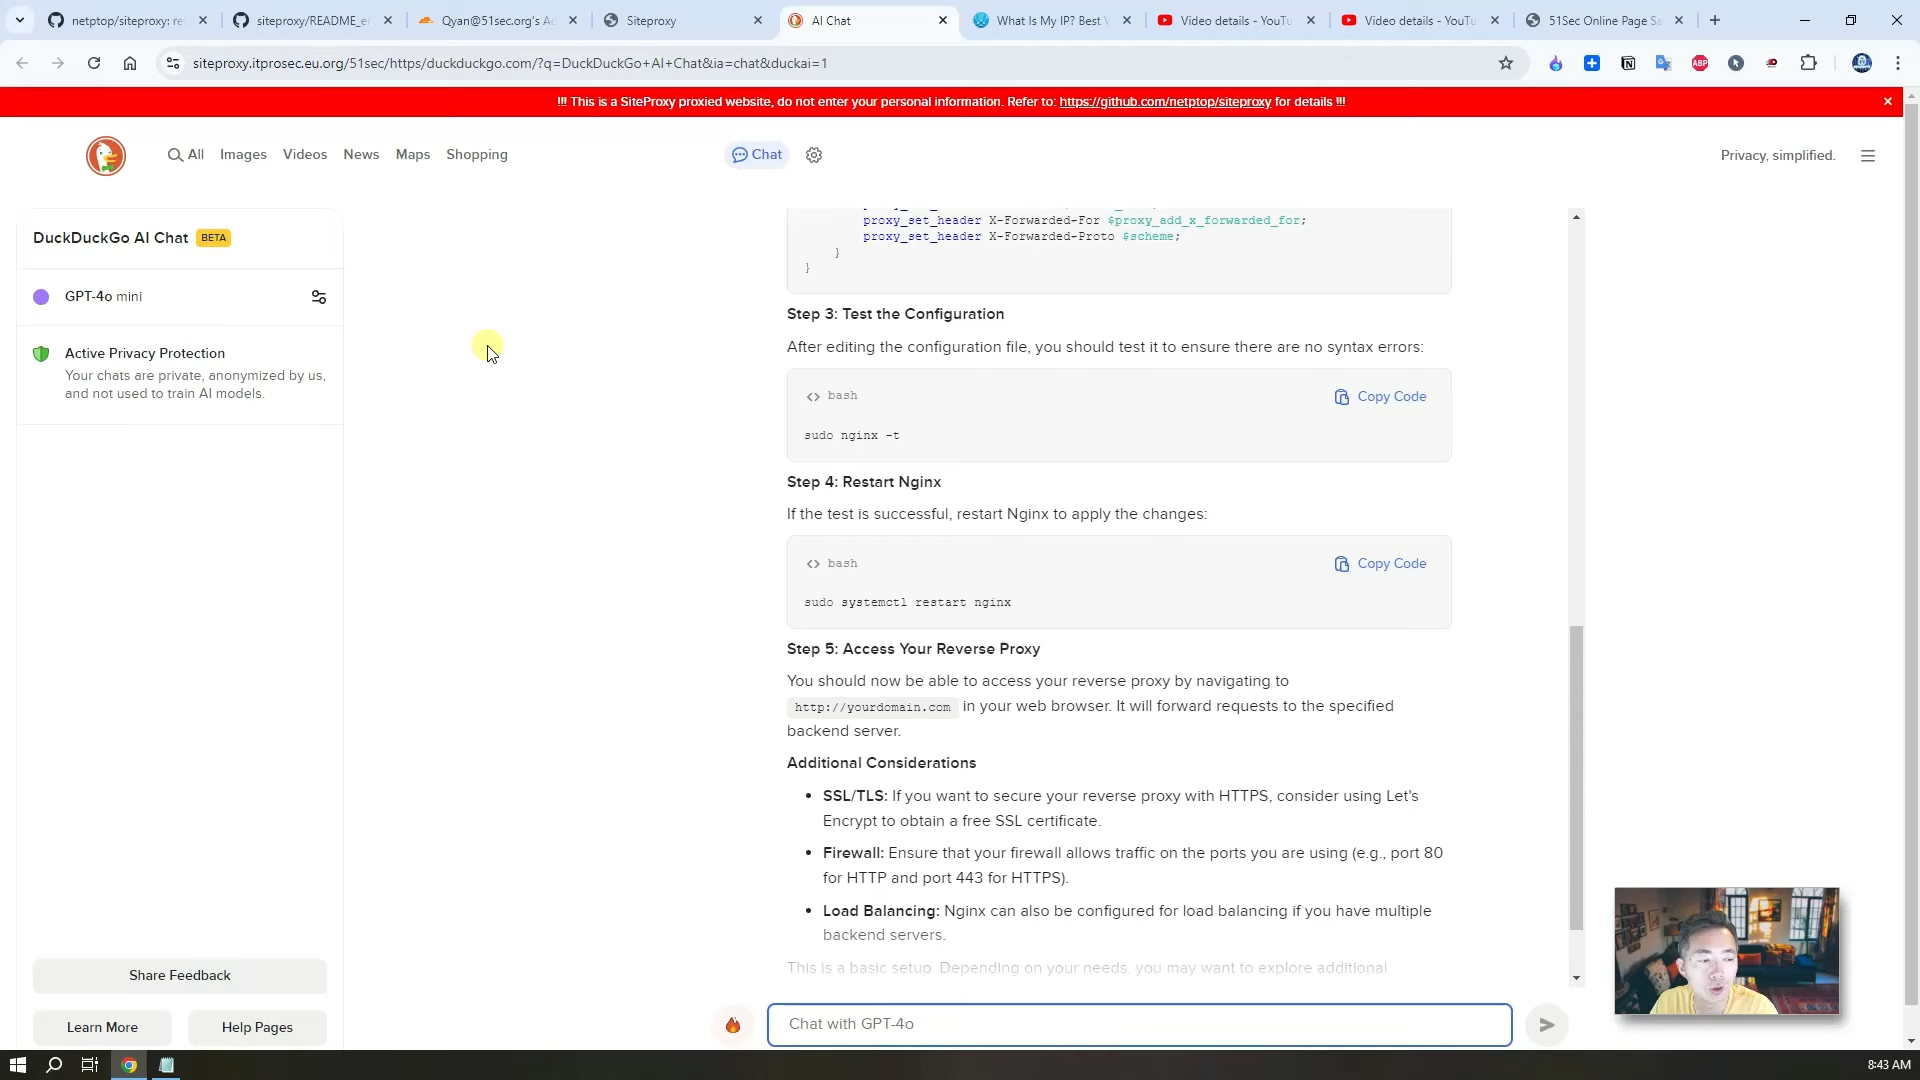 netptop/siteproxy: re
siteproxy/README_e
Qyan@51sec.org's Ac
Siteproxy
AI Chat
What Is My IP? Best
Video details - YouTu
Video details - YouTu
51Sec Online Page Sa
siteproxy.itprosec.eu.org/51sec/https/duckduckgo.com/?q=DuckDuckGo+AI+Chat&ia=chat&duckai=1
ABP
!!! This is a SiteProxy proxied website, do not enter your personal information. Refer to: https://github.com/netptop/siteproxy for details !!!
All
Images
Videos
News
Maps
Shopping
Chat
Privacy, simplified.
DuckDuckGo AI Chat BETA
GPT-4o mini
Active Privacy Protection
Your chats are private, anonymized by us,
and not used to train AI models.
Share Feedback
Learn More
Help Pages
proxy_set_header X-Forwarded-For $proxy_add_x_forwarded_for;
proxy_set_header X-Forwarded-Proto $scheme;
}
}
Step 3: Test the Configuration
After editing the configuration file, you should test it to ensure there are no syntax errors:
<> bash
Copy Code
sudo nginx -t
Step 4: Restart Nginx
If the test is successful, restart Nginx to apply the changes:
<> bash
Copy Code
sudo systemctl restart nginx
Step 5: Access Your Reverse Proxy
You should now be able to access your reverse proxy by navigating to
http://yourdomain.com in your web browser. It will forward requests to the specified
backend server.
Additional Considerations
• SSL/TLS: If you want to secure your reverse proxy with HTTPS, consider using Let's
Encrypt to obtain a free SSL certificate.
• Firewall: Ensure that your firewall allows traffic on the ports you are using (e.g., port 80
for HTTP and port 443 for HTTPS).
• Load Balancing: Nginx can also be configured for load balancing if you have multiple
backend servers.
This is a basic setup. Depending on your needs, you may want to explore additional
Chat with GPT-4o
8:43 AM